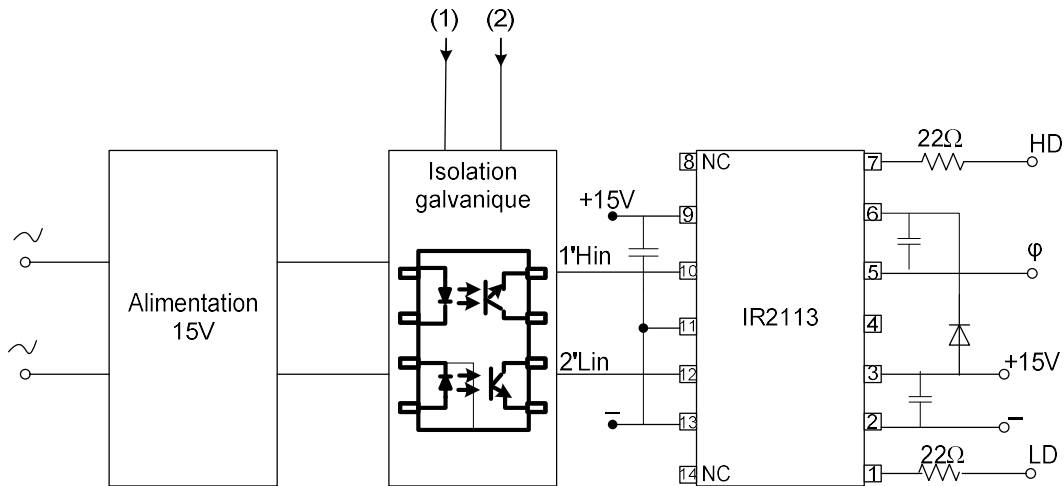 (1) (2)
Isolation
galvanique
Alimentation
15V
+15V
1'Hin
2'Lin
–
8 NC
9
10
11
12
13
14 NC
IR2113
7
6
5
4
3
2
1
22Ω HD
φ
+15V
–
22Ω LD